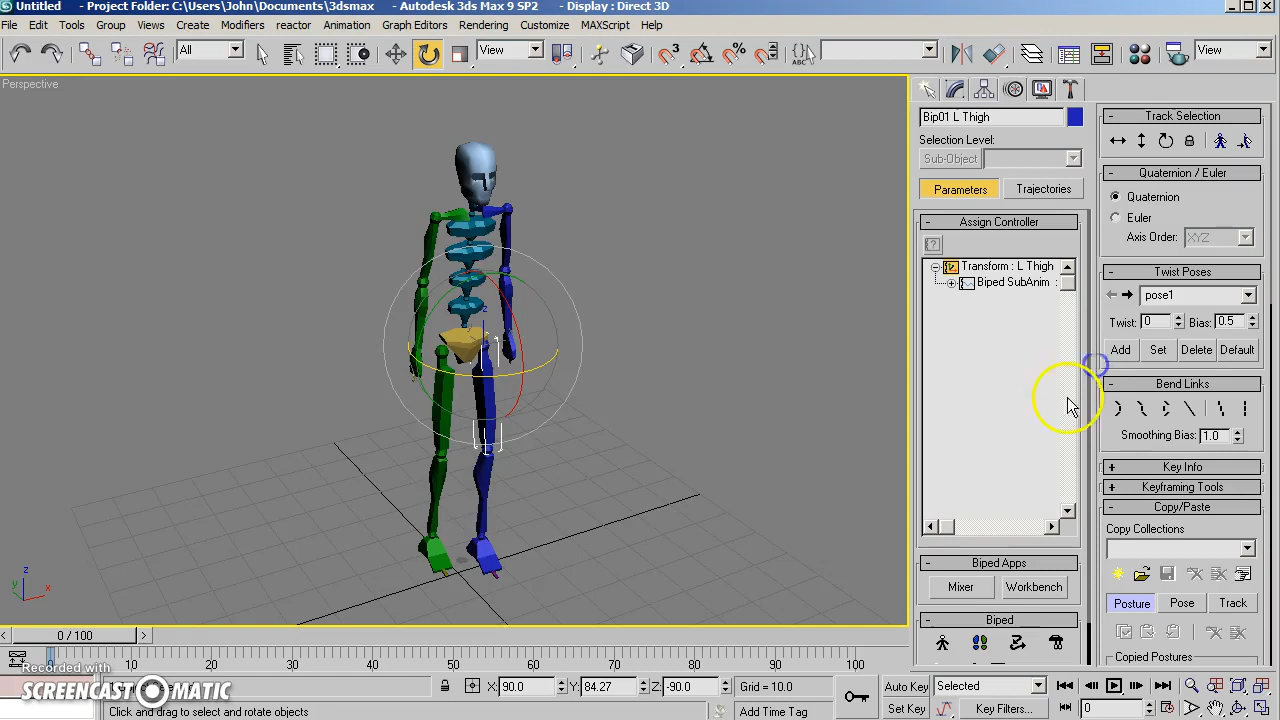 Untitled - Project Folder: C:\Users\John\Documents\3dsmax - Autodesk 3ds Max 9 SP2 - Display : Direct 3D
File Edit Tools Group Views Create Modifiers reactor Animation Graph Editors Rendering Customize MAXScript Help
All View 3 % ABC View
Perspective
Bip01 L Thigh
Selection Level:
Sub-Object
Parameters Trajectories
- Assign Controller
Transform : L Thigh
Biped SubAnim :
- Biped Apps
Mixer Workbench
- Biped
- Track Selection
- Quaternion / Euler
Quaternion
Euler
Axis Order: XYZ
- Twist Poses
pose1
Twist: 0 Bias: 0.5
Add Set Delete Default
- Bend Links
Smoothing Bias: 1.0
+ Key Info
+ Keyframing Tools
- Copy/Paste
Copy Collections
Posture Pose Track
Copied Postures
z
z
y
x
0 / 100
0 10 20 30 40 50 60 70 80 90 100
Recorded with
SCREENCAST MATIC
X: 90.0 Y: 84.27 Z: -90.0 Grid = 10.0
Auto Key Selected
Set Key Key Filters... 0
Click and drag to select and rotate objects
Add Time Tag